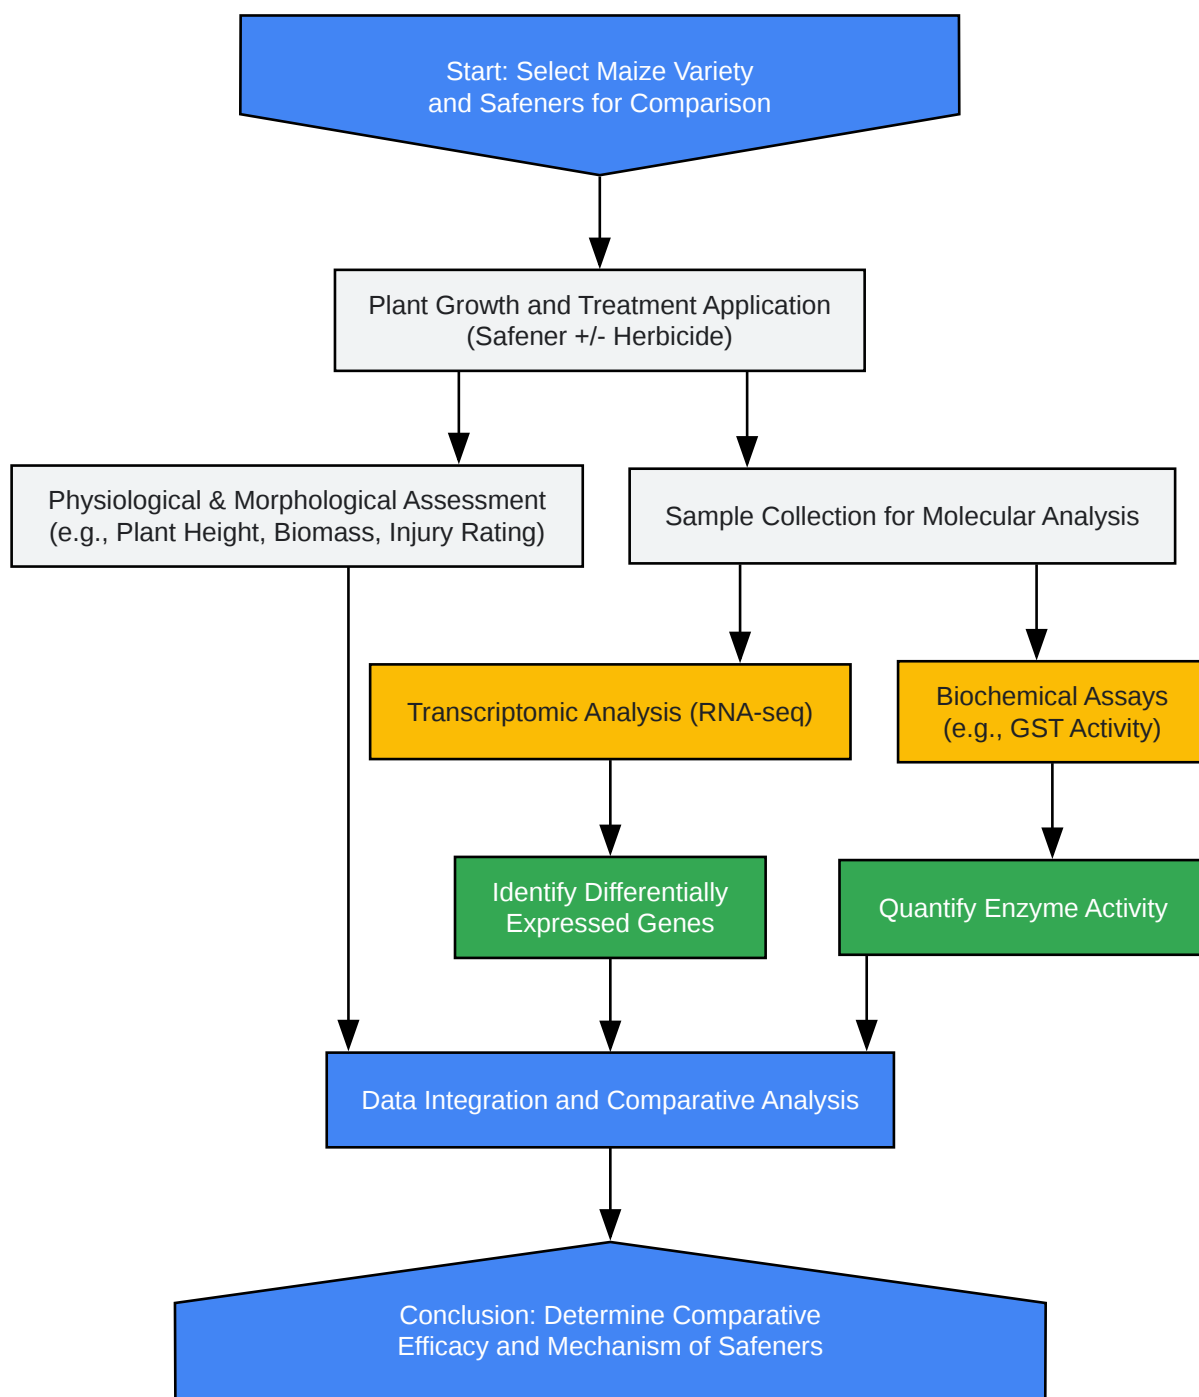 Start: Select Maize Variety
and Safeners for Comparison
Plant Growth and Treatment Application
(Safener +/- Herbicide)
Physiological & Morphological Assessment
(e.g., Plant Height, Biomass, Injury Rating)
Sample Collection for Molecular Analysis
Transcriptomic Analysis (RNA-seq)
Biochemical Assays
(e.g., GST Activity)
Identify Differentially
Expressed Genes
Quantify Enzyme Activity
Data Integration and Comparative Analysis
Conclusion: Determine Comparative
Efficacy and Mechanism of Safeners